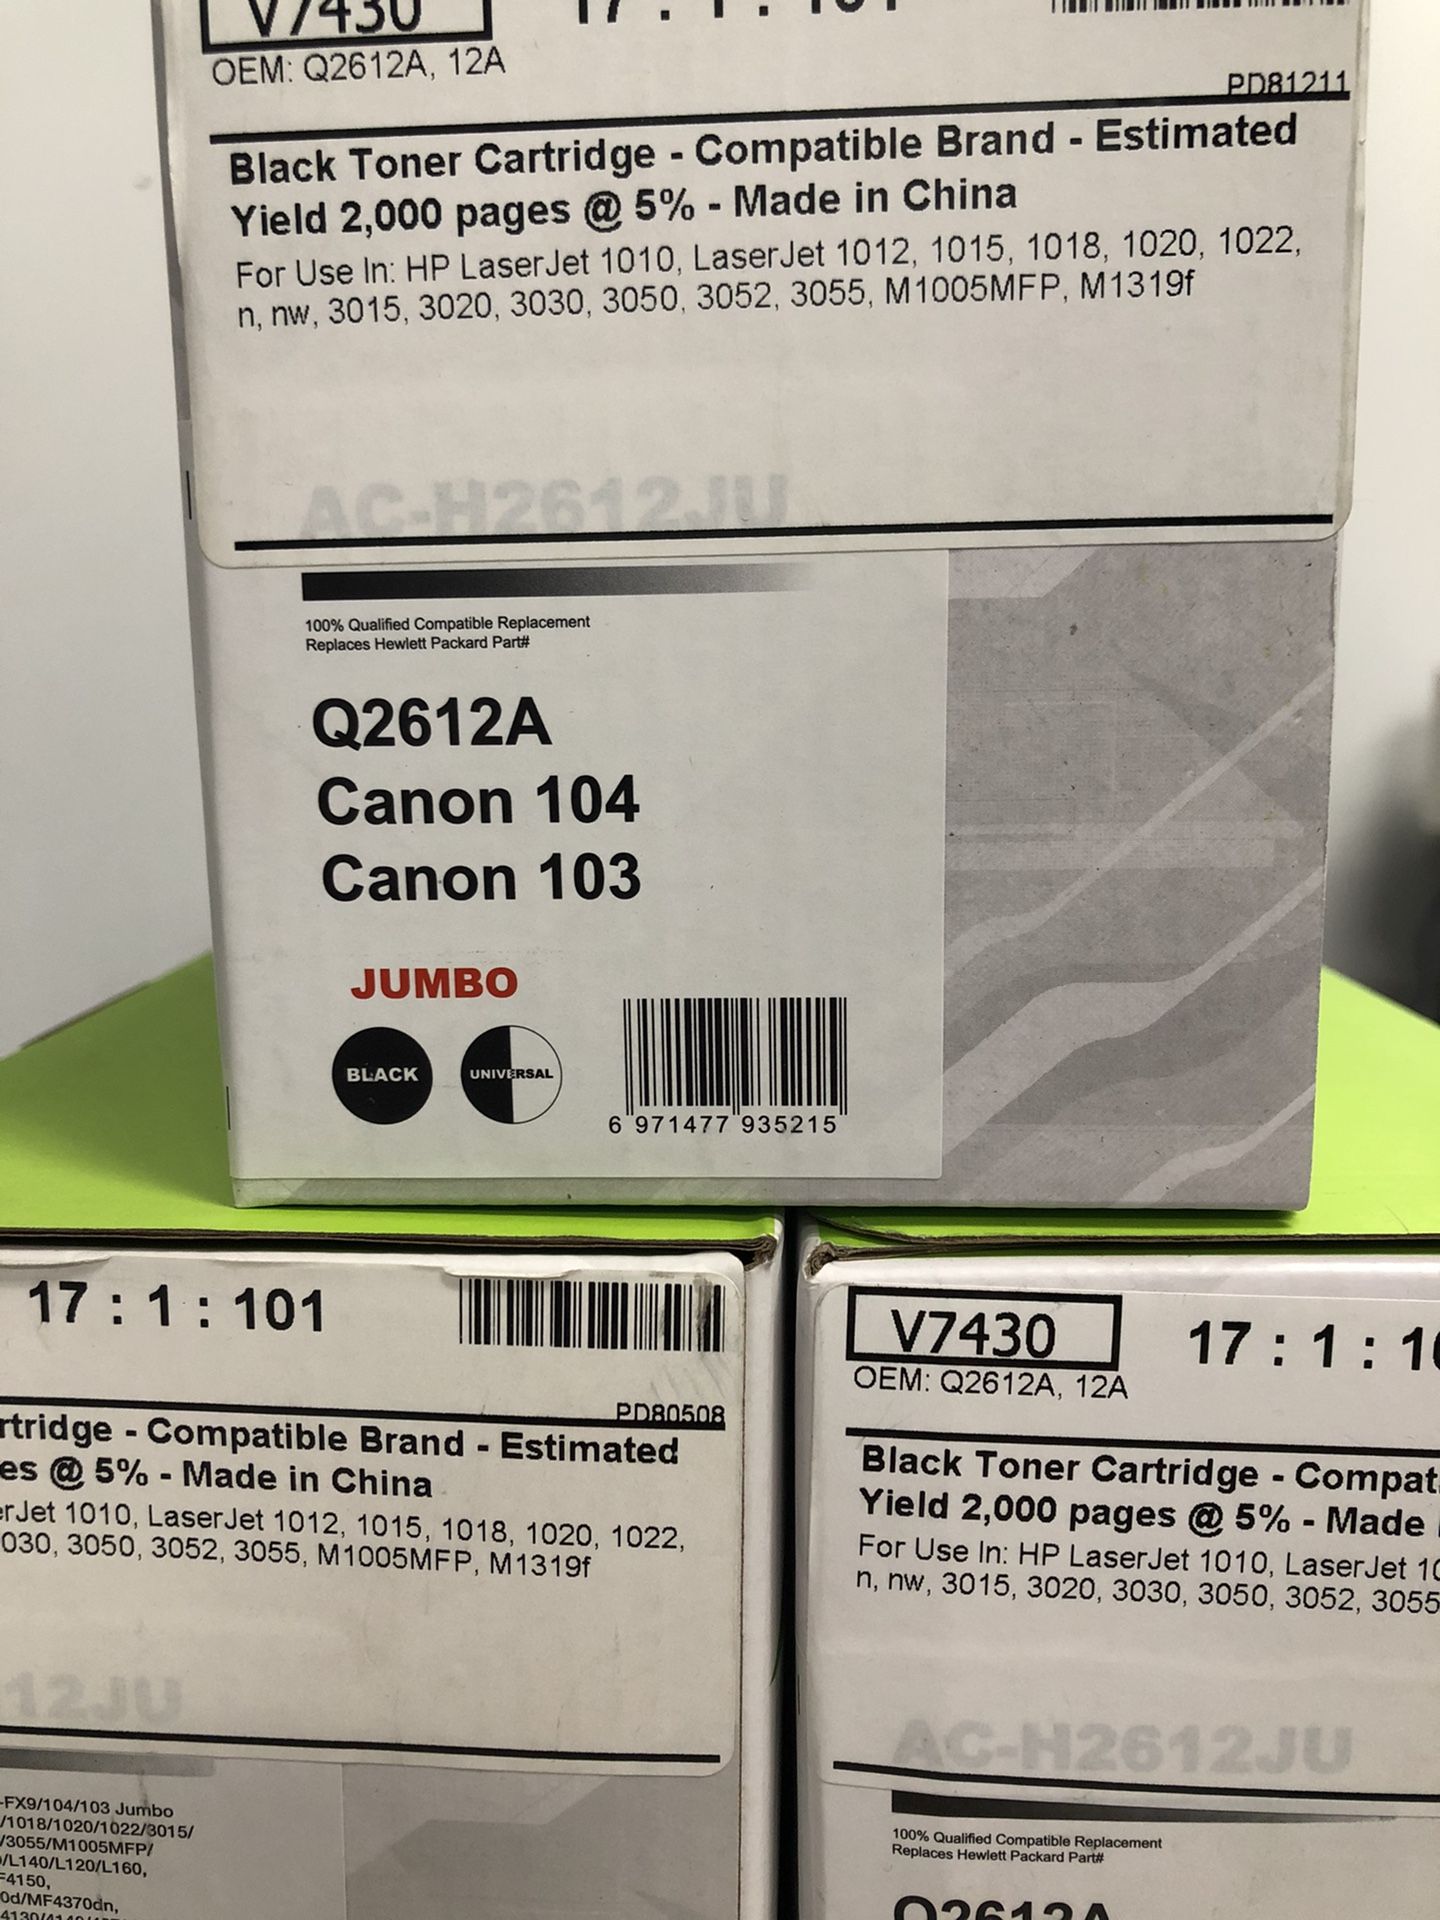 V7430
17 : 1 : 101
OEM: Q2612A, 12A
PD81211
Black Toner Cartridge - Compatible Brand - Estimated
Yield 2,000 pages @ 5% - Made in China
For Use In: HP LaserJet 1010, LaserJet 1012, 1015, 1018, 1020, 1022,
n, nw, 3015, 3020, 3030, 3050, 3052, 3055, M1005MFP, M1319f
AC-H2612JU
100% Qualified Compatible Replacement
Replaces Hewlett Packard Part#
Q2612A
Canon 104
Canon 103
JUMBO
BLACK
UNIVERSAL
6 971477 935215
17 : 1 : 101
PD80508
rtridge - Compatible Brand - Estimated
es @ 5% - Made in China
erJet 1010, LaserJet 1012, 1015, 1018, 1020, 1022,
030, 3050, 3052, 3055, M1005MFP, M1319f
12JU
-FX9/104/103 Jumbo
/1018/1020/1022/3015/
/3055/M1005MFP/
/L140/L120/L160,
F4150,
0d/MF4370dn,
V7430
17 : 1 : 10
OEM: Q2612A, 12A
Black Toner Cartridge - Compat
Yield 2,000 pages @ 5% - Made
For Use In: HP LaserJet 1010, LaserJet 10
n, nw, 3015, 3020, 3030, 3050, 3052, 3055
AC-H2612JU
100% Qualified Compatible Replacement
Replaces Hewlett Packard Part#
Q2612A